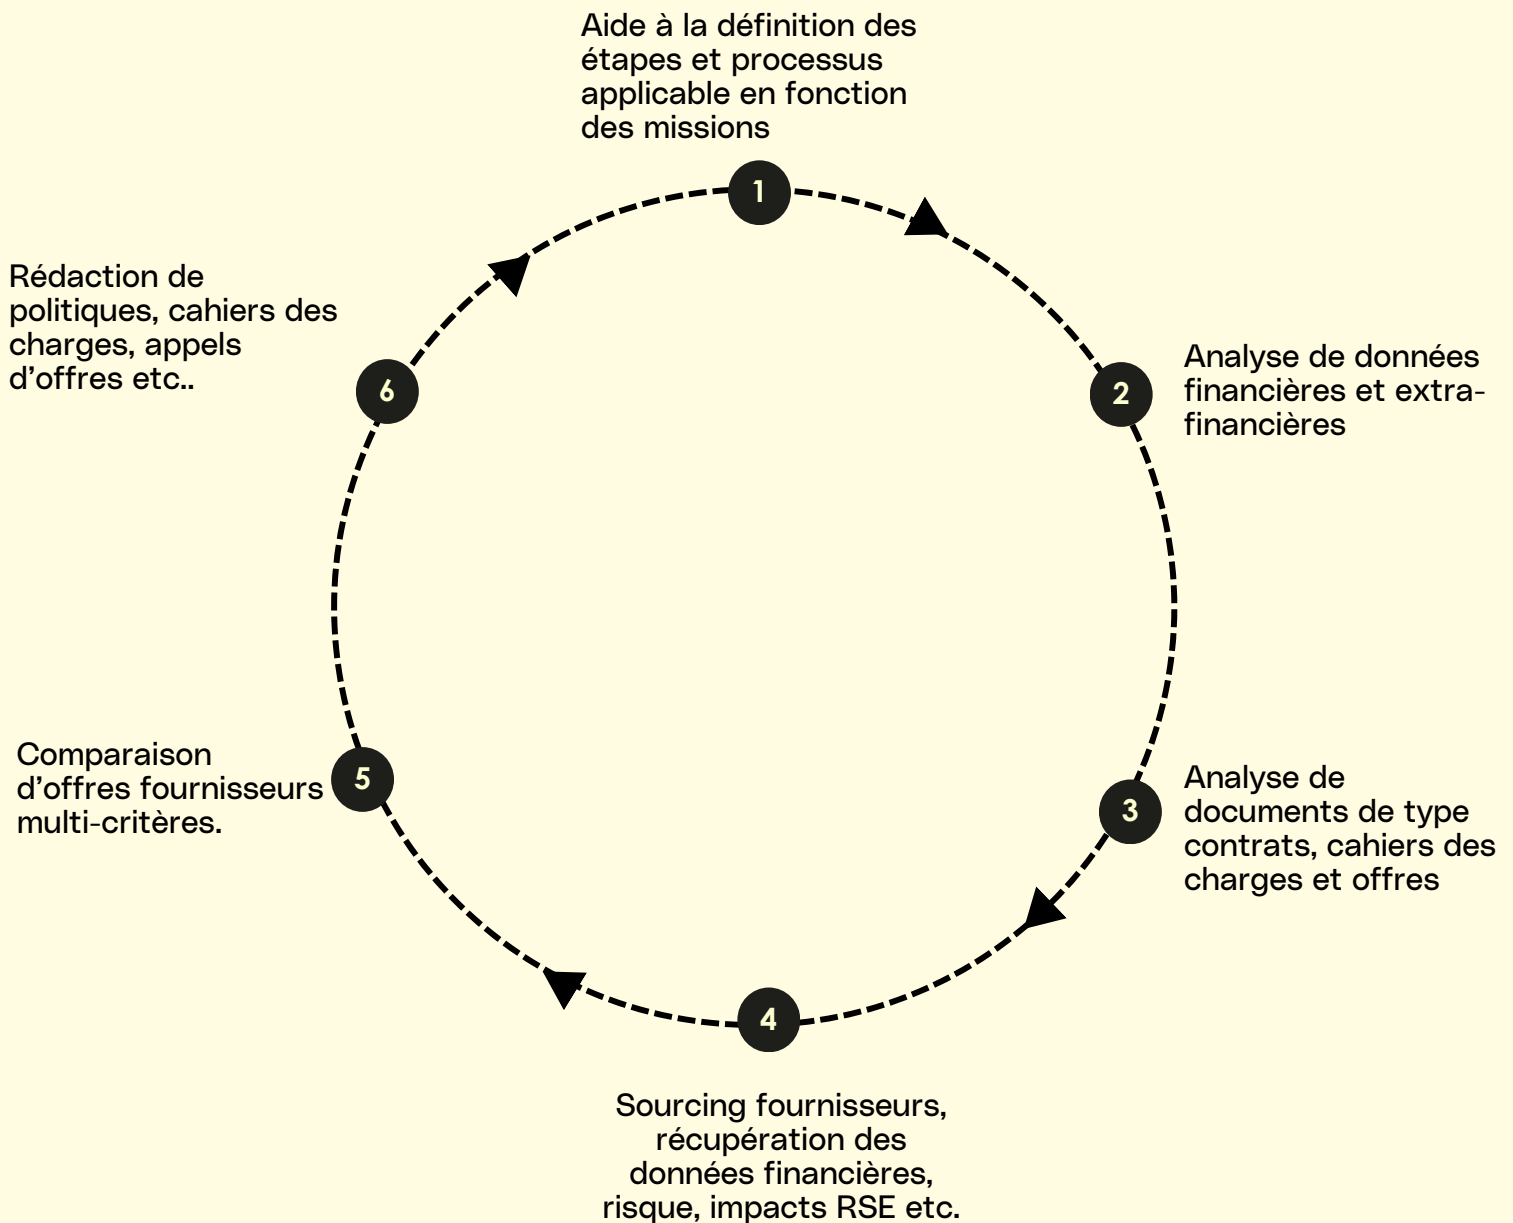 Aide à la définition des
étapes et processus
applicable en fonction
des missions
1
2
Analyse de données
financières et extra-
financières
3
Analyse de
documents de type
contrats, cahiers des
charges et offres
4
Sourcing fournisseurs,
récupération des
données financières,
risque, impacts RSE etc.
5
Comparaison
d’offres fournisseurs
multi-critères.
6
Rédaction de
politiques, cahiers des
charges, appels
d’offres etc..